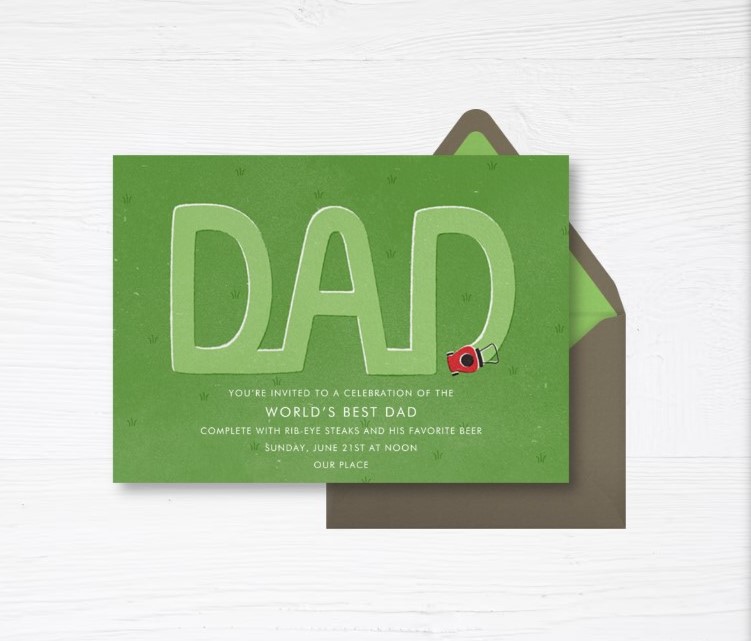 DAD
YOU'RE INVITED TO A CELEBRATION OF THE
WORLD'S BEST DAD
COMPLETE WITH RIB-EYE STEAKS AND HIS FAVORITE BEER
SUNDAY, JUNE 21ST AT NOON
OUR PLACE